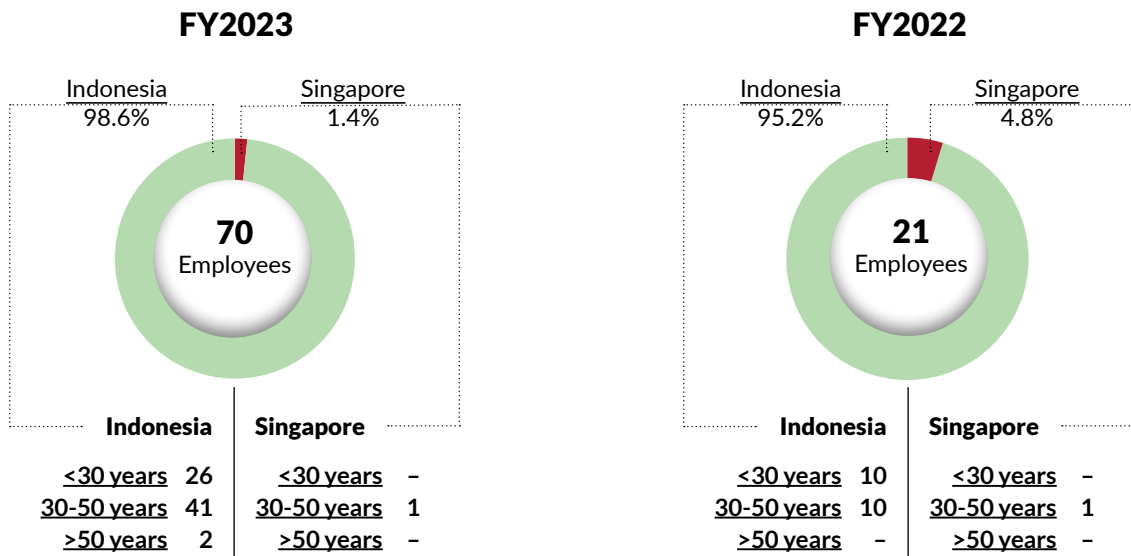 FY2023
Indonesia
98.6%
Singapore
1.4%
70
Employees
Indonesia
<30 years 26
30-50 years 41
>50 years 2
Singapore
<30 years –
30-50 years 1
>50 years –
FY2022
Indonesia
95.2%
Singapore
4.8%
21
Employees
Indonesia
<30 years 10
30-50 years 10
>50 years –
Singapore
<30 years –
30-50 years 1
>50 years –